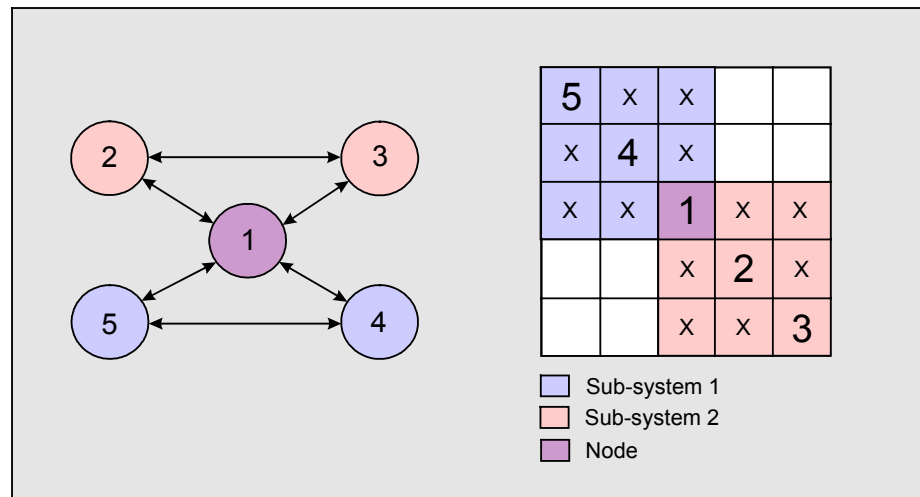 2
3
1
5
4
5 x x
x 4 x
x x 1 x x
x 2 x
x x 3
Sub-system 1
Sub-system 2
Node